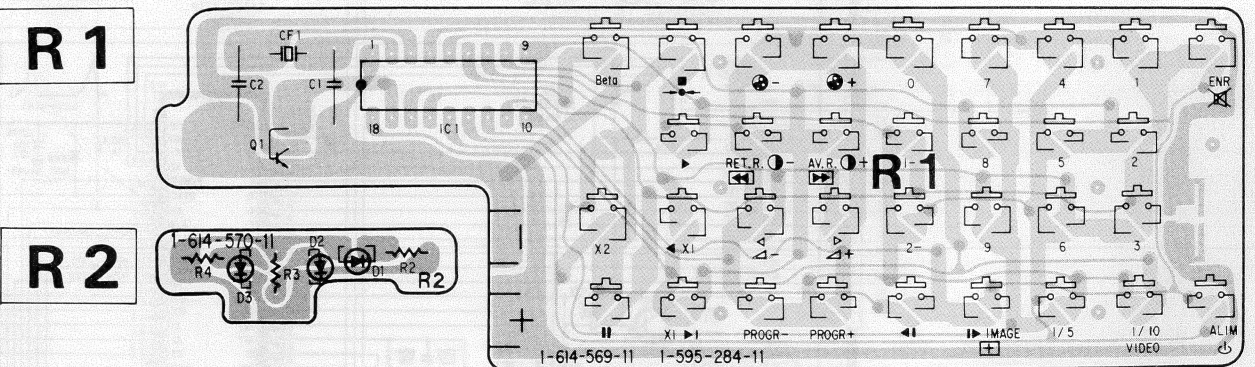 R1
CF1
1 9
C2 C1
Q1
18 IC1 10
Beta - + 0 7 4 1 ENR
RET.R. - AV.R. + 1- 8 5 2
R1
X2 X1 - + 2- 9 6 3
X1 PROGR- PROGR+ IMAGE 1/5 1/10 ALIM
VIDEO
1-614-569-11 1-595-284-11
+
R2
1-614-570-11
D2
R4 R3 D1 R2
D3
R2